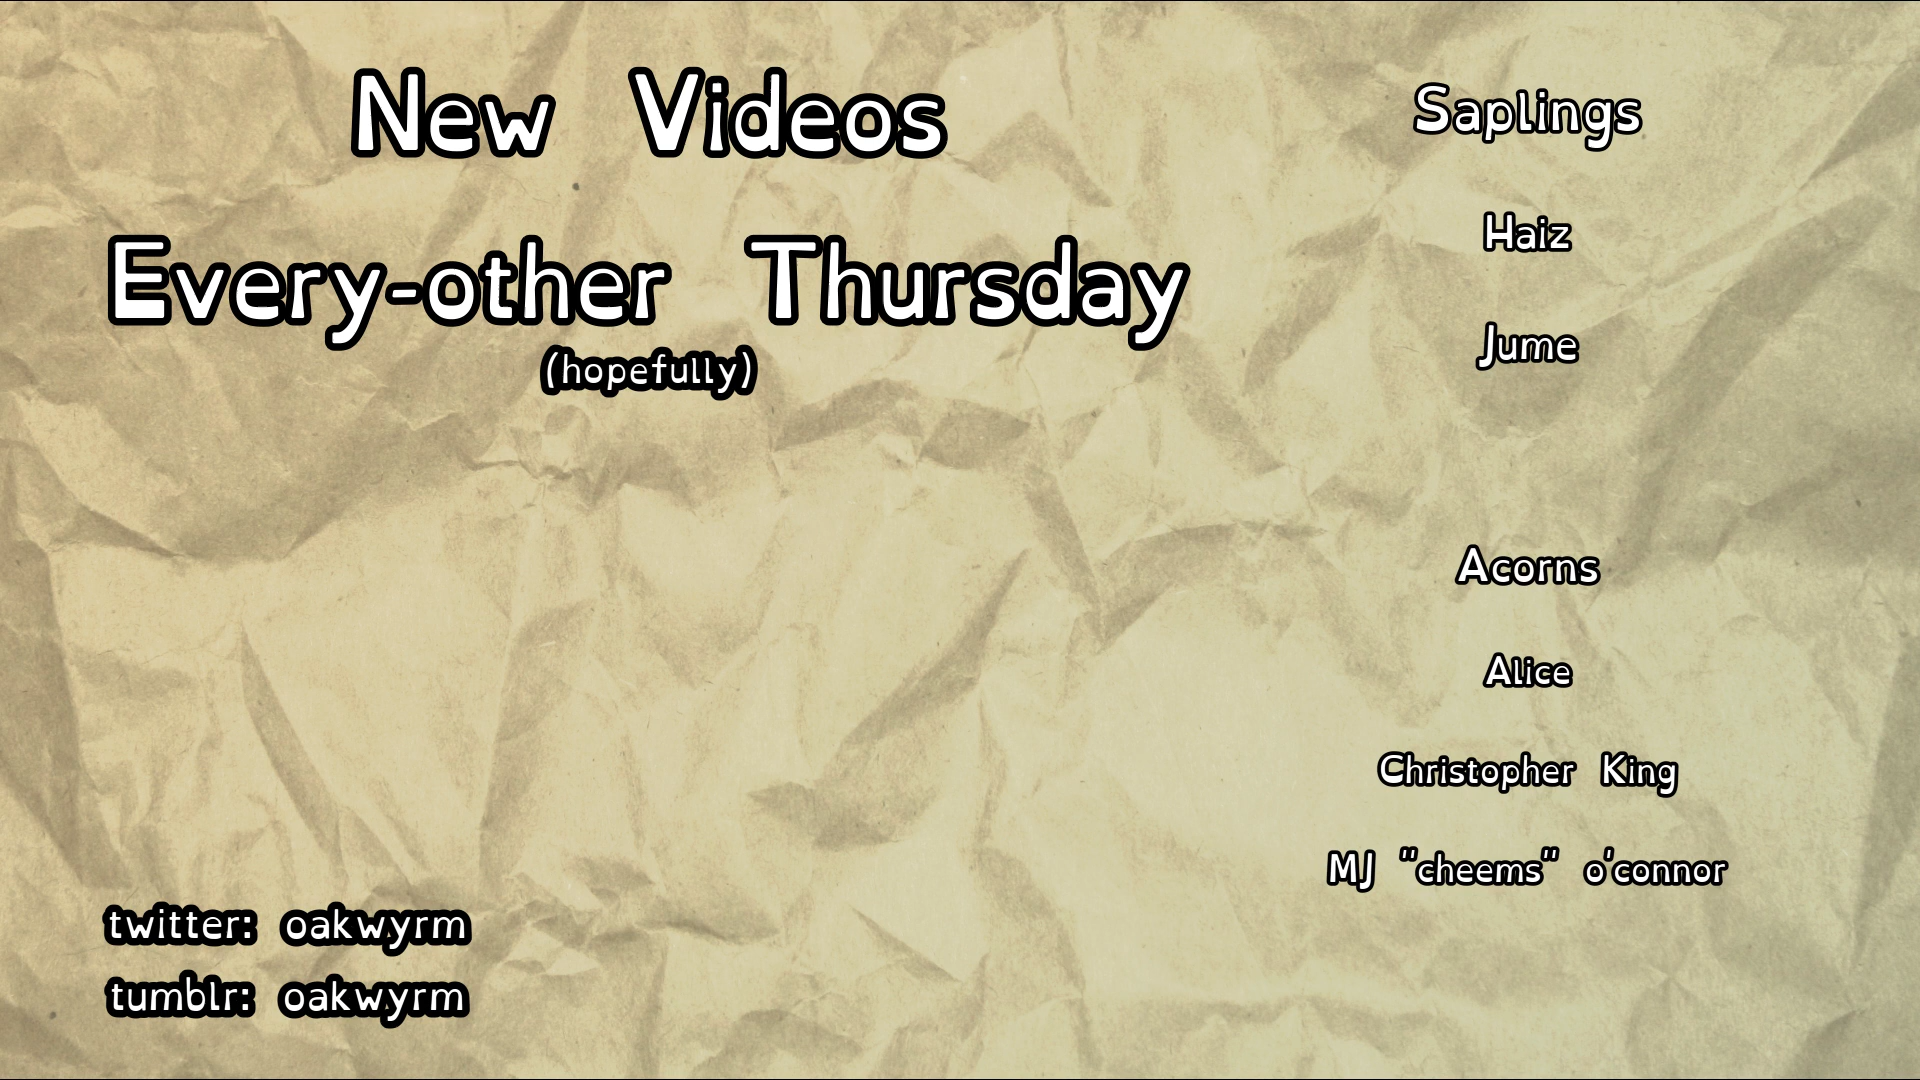 New Videos
Every-other Thursday
(hopefully)
twitter: oakwyrm
tumblr: oakwyrm
Saplings
Haiz
Jume
Acorns
Alice
Christopher King
MJ "cheems" o'connor